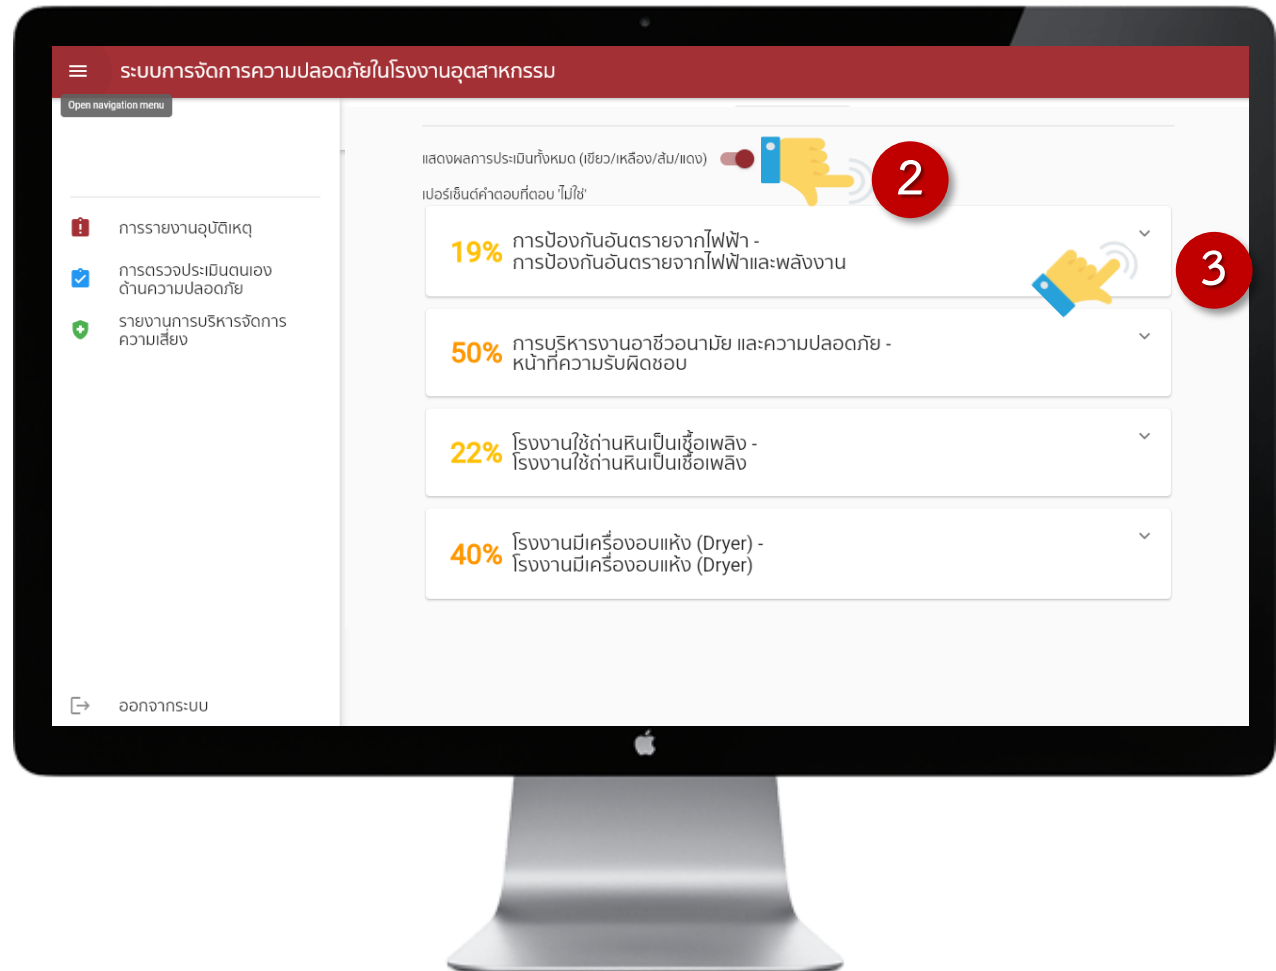 ระบบการจัดการความปลอดภัยในโรงงานอุตสาหกรรม
Open navigation menu
แสดงผลการประเมินทั้งหมด (เขียว/เหลือง/ส้ม/แดง)
2
เปอร์เซ็นต์คำตอบที่ตอบ 'ไม่ใช่'
การรายงานอุบัติเหตุ
การตรวจประเมินตนเอง
ด้านความปลอดภัย
รายงานการบริหารจัดการ
ความเสี่ยง
19%
การป้องกันอันตรายจากไฟฟ้า -
การป้องกันอันตรายจากไฟฟ้าและพลังงาน
3
50%
การบริหารงานอาชีวอนามัย และความปลอดภัย -
หน้าที่ความรับผิดชอบ
22%
โรงงานใช้ถ่านหินเป็นเชื้อเพลิง -
โรงงานใช้ถ่านหินเป็นเชื้อเพลิง
40%
โรงงานมีเครื่องอบแห้ง (Dryer) -
โรงงานมีเครื่องอบแห้ง (Dryer)
ออกจากระบบ